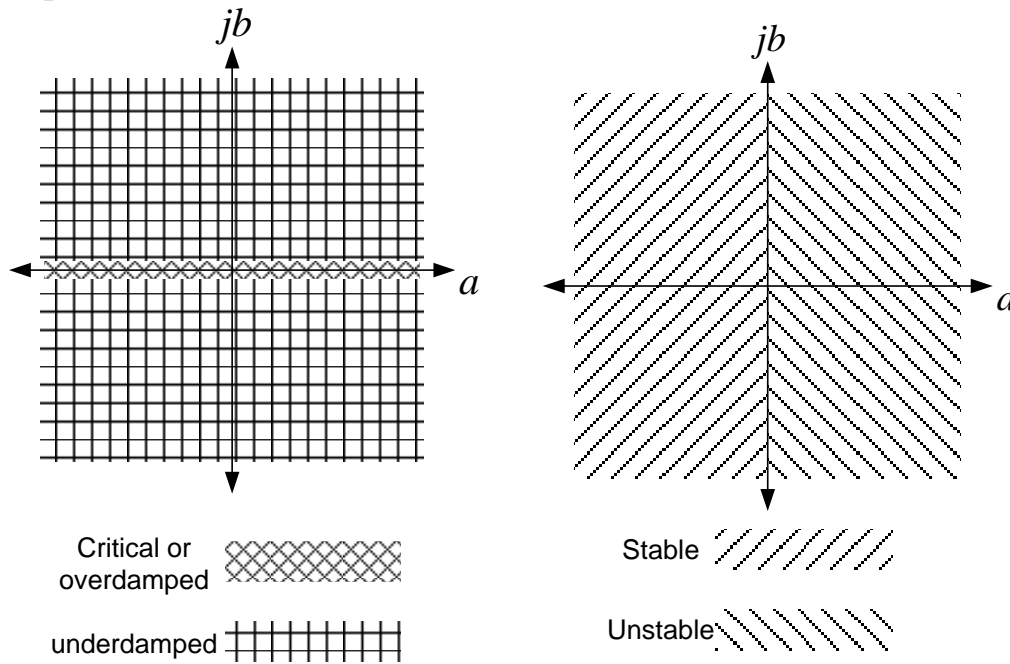 jb
a
Critical or
overdamped
underdamped
jb
a
Stable
Unstable